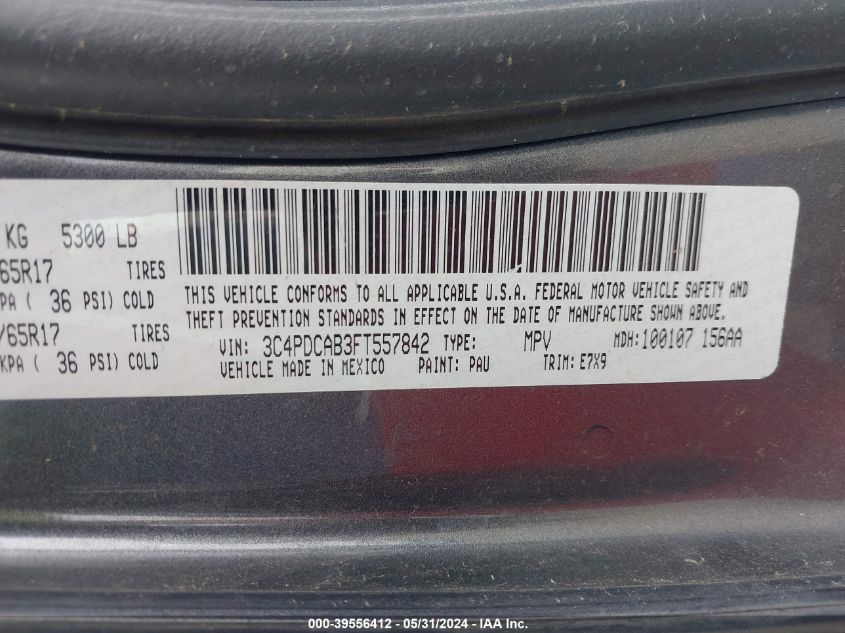 KG 5300 LB
65R17 TIRES
KPA ( 36 PSI) COLD
/65R17 TIRES
KPA ( 36 PSI) COLD
THIS VEHICLE CONFORMS TO ALL APPLICABLE U.S.A. FEDERAL MOTOR VEHICLE SAFETY AND
THEFT PREVENTION STANDARDS IN EFFECT ON THE DATE OF MANUFACTURE SHOWN ABOVE.
VIN: 3C4PDCAB3FT557842 TYPE: MPV MDH:100107 156AA
VEHICLE MADE IN MEXICO PAINT: PAU TRIM: E7X9
000-39556412 - 05/31/2024 - IAA Inc.